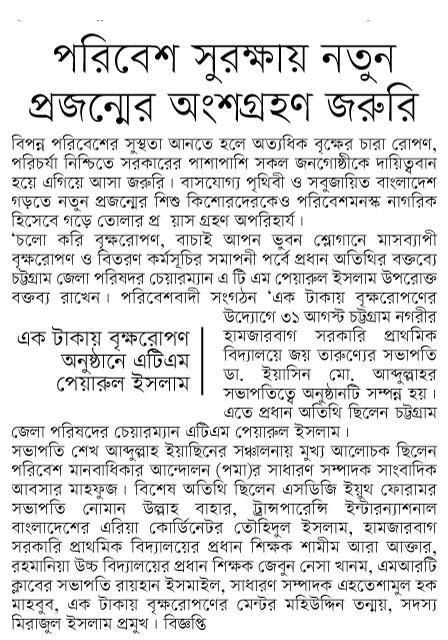 পরিবেশ সুরক্ষায় নতুন
প্রজন্মের অংশগ্রহণ জরুরি
বিপন্ন পরিবেশের সুস্থতা আনতে হলে অত্যধিক বৃক্ষের চারা রোপণ,
পরিচর্যা নিশ্চিতে সরকারের পাশাপাশি সকল জনগোষ্ঠীকে দায়িত্ববান
হয়ে এগিয়ে আসা জরুরি। বাসযোগ্য পৃথিবী ও সবুজায়িত বাংলাদেশ
গড়তে নতুন প্রজন্মের শিশু কিশোরদেরকেও পরিবেশমনস্ক নাগরিক
হিসেবে গড়ে তোলার প্র য়াস গ্রহণ অপরিহার্য।
‘চলো করি বৃক্ষরোপণ, বাচাই আপন ভুবন শ্লোগানে মাসব্যাপী
বৃক্ষরোপণ ও বিতরণ কর্মসূচির সমাপনী পর্বে প্রধান অতিথির বক্তব্যে
চট্টগ্রাম জেলা পরিষদর চেয়ারম্যান এ টি এম পেয়ারুল ইসলাম উপরোক্ত
বক্তব্য রাখেন। পরিবেশবাদী সংগঠন ‘এক টাকায় বৃক্ষরোপণের
উদ্যোগে ৩১ আগস্ট চট্টগ্রাম নগরীর
হামজারবাগ সরকারি প্রাথমিক
বিদ্যালয়ে জয় তারুণ্যের সভাপতি
ডা. ইয়াসিন মো. আব্দুল্লাহর
সভাপতিত্বে অনুষ্ঠানটি সম্পন্ন হয়।
এতে প্রধান অতিথি ছিলেন চট্টগ্রাম
এক টাকায় বৃক্ষরোপণ
অনুষ্ঠানে এটিএম
পেয়ারুল ইসলাম
জেলা পরিষদের চেয়ারম্যান এটিএম পেয়ারুল ইসলাম।
সভাপতি শেখ আব্দুল্লাহ ইয়াছিনের সঞ্চালনায় মুখ্য আলোচক ছিলেন
পরিবেশ মানবাধিকার আন্দোলন (পমা)র সাধারণ সম্পাদক সাংবাদিক
আবসার মাহফুজ। বিশেষ অতিথি ছিলেন এসডিজি ইয়ূথ ফোরামর
সভাপতি নোমান উল্লাহ বাহার, ট্রান্সপারেন্সি ইন্টারন্যাশনাল
বাংলাদেশের এরিয়া কোর্ডিনেটর তৌহিদুল ইসলাম, হামজারবাগ
সরকারি প্রাথমিক বিদ্যালয়ের প্রধান শিক্ষক শামীম আরা আক্তার,
রহমানিয়া উচ্চ বিদ্যালয়ের প্রধান শিক্ষক জেবুন নেসা খানম, এমআরটি
ক্লাবের সভাপতি রায়হান ইসমাইল, সাধারণ সম্পাদক এহতেশামুল হক
মাহবুব, এক টাকায় বৃক্ষরোপণের মেন্টর মহিউদ্দিন তন্ময়, সদস্য
মিরাজুল ইসলাম প্রমুখ। বিজ্ঞপ্তি